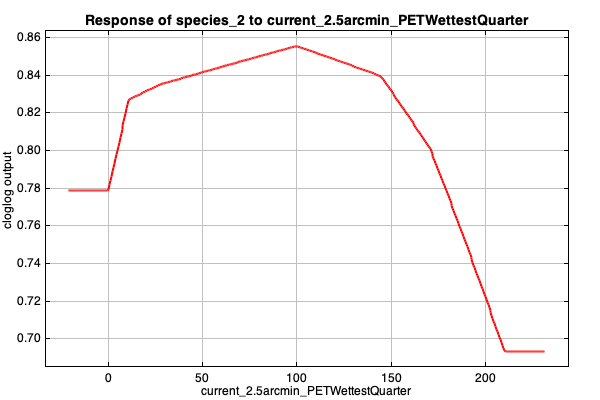 Response of species_2 to current_2.5arcmin_PETWettestQuarter
0.86
0.84
0.82
0.80
0.78
0.76
0.74
0.72
0.70
cloglog output
0 50 100 150 200
current_2.5arcmin_PETWettestQuarter